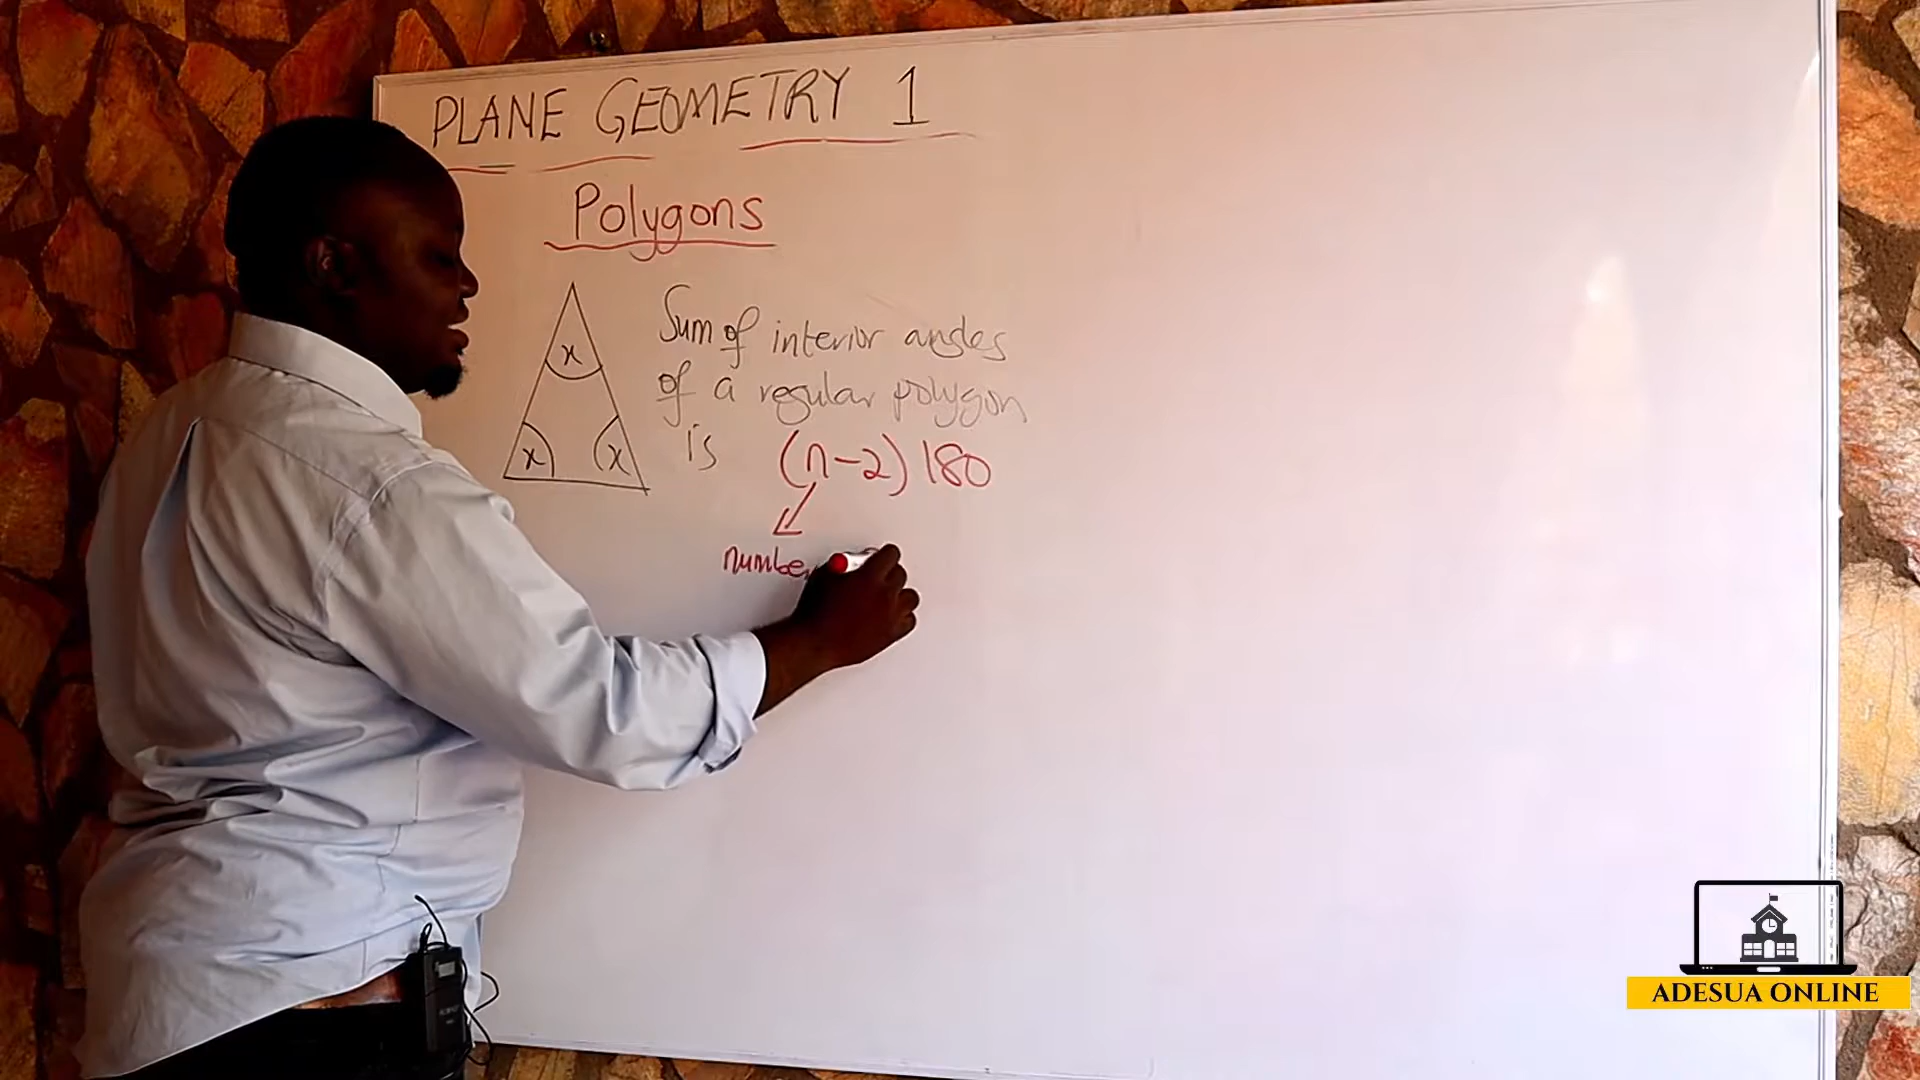 PLANE GEOMETRY 1
Polygons
x
x
x
Sum of interior angles
of a regular polygon
is (n-2) 180
number
ADESUA ONLINE